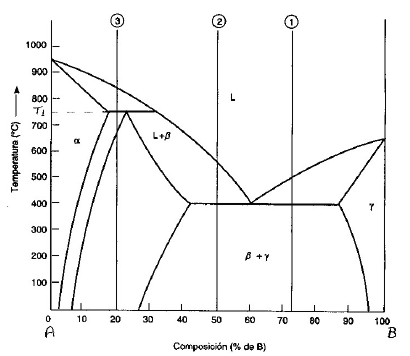 ③ ② ①
1000
900
800
T₁
700
600
500
400
300
200
100
0
Temperatura (°C)
L
L+β
α
γ
β + γ
0 10 20 30 40 50 60 70 80 90 100
A B
Composición (% de B)